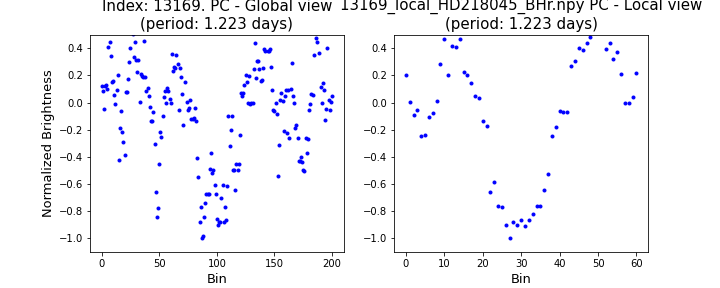 Index: 13169. PC - Global view
(period: 1.223 days)
13169_local_HD218045_BHr.npy PC - Local view
(period: 1.223 days)
Normalized Brightness
0.4
0.2
0.0
−0.2
−0.4
−0.6
−0.8
−1.0
0 50 100 150 200
Bin
0.4
0.2
0.0
−0.2
−0.4
−0.6
−0.8
−1.0
0 20 40 60
Bin